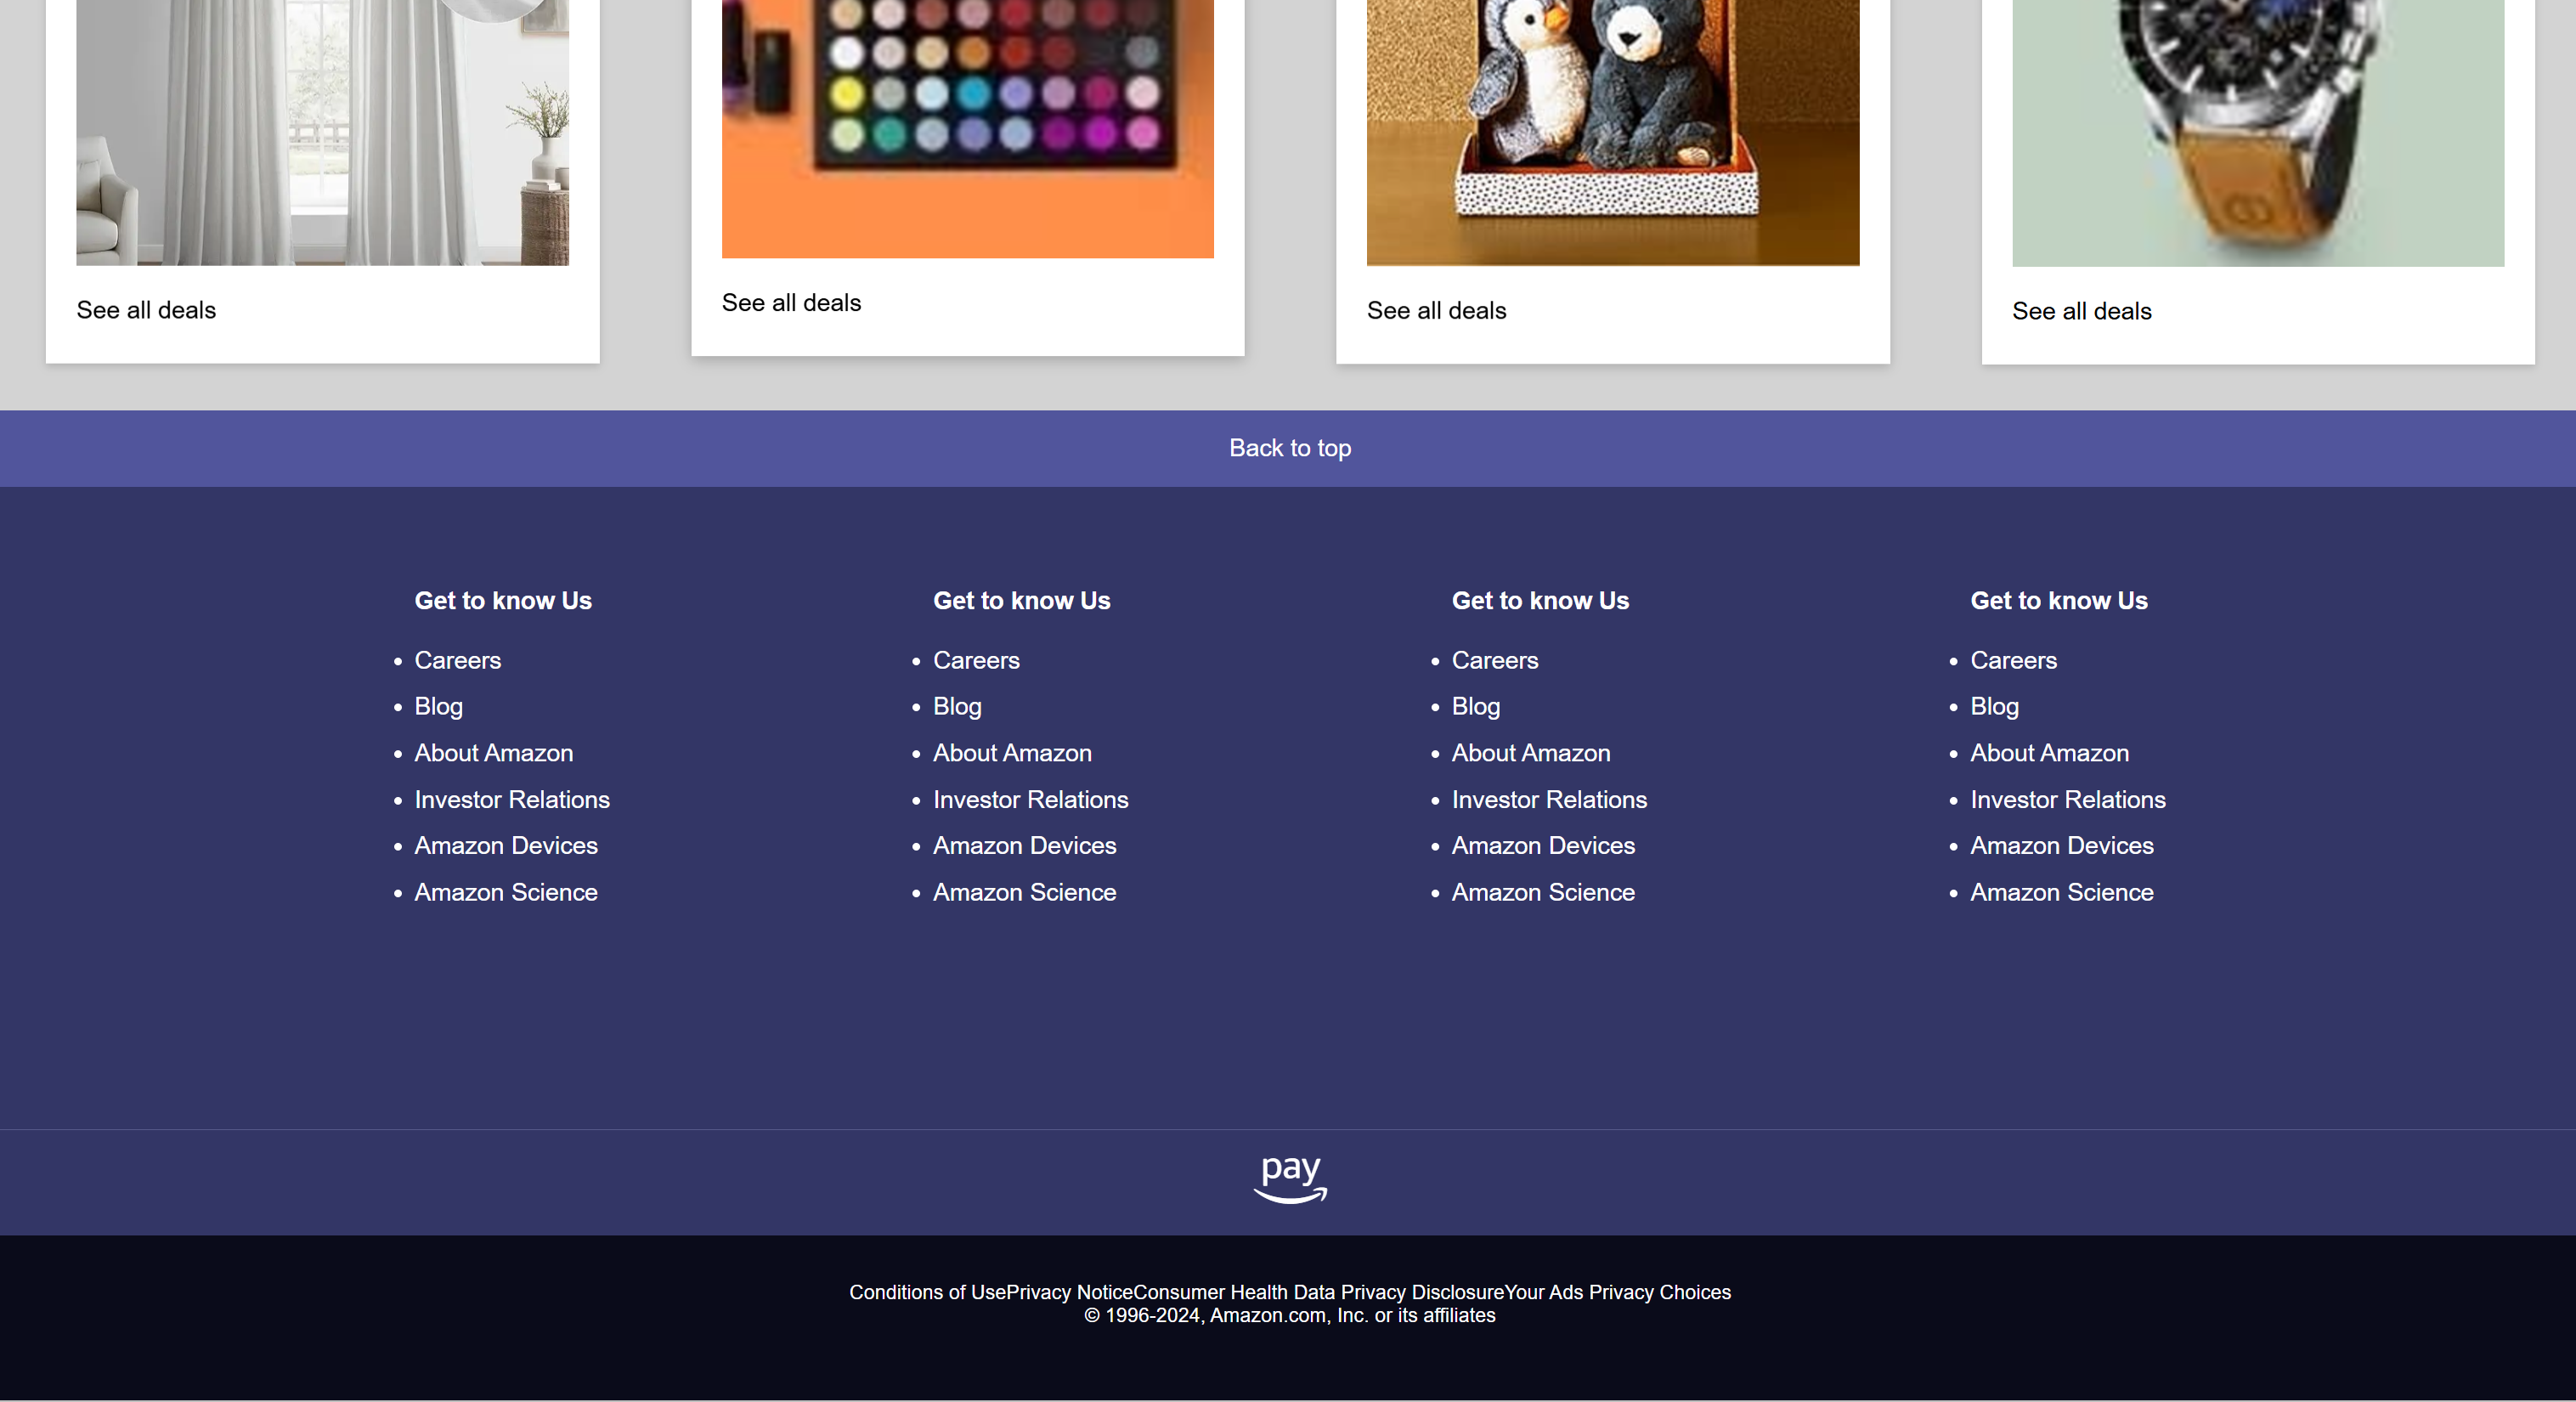 See all deals
See all deals
See all deals
See all deals
Back to top
Get to know Us
Careers
Blog
About Amazon
Investor Relations
Amazon Devices
Amazon Science
Get to know Us
Careers
Blog
About Amazon
Investor Relations
Amazon Devices
Amazon Science
Get to know Us
Careers
Blog
About Amazon
Investor Relations
Amazon Devices
Amazon Science
Get to know Us
Careers
Blog
About Amazon
Investor Relations
Amazon Devices
Amazon Science
pay
Conditions of UsePrivacy NoticeConsumer Health Data Privacy DisclosureYour Ads Privacy Choices
© 1996-2024, Amazon.com, Inc. or its affiliates